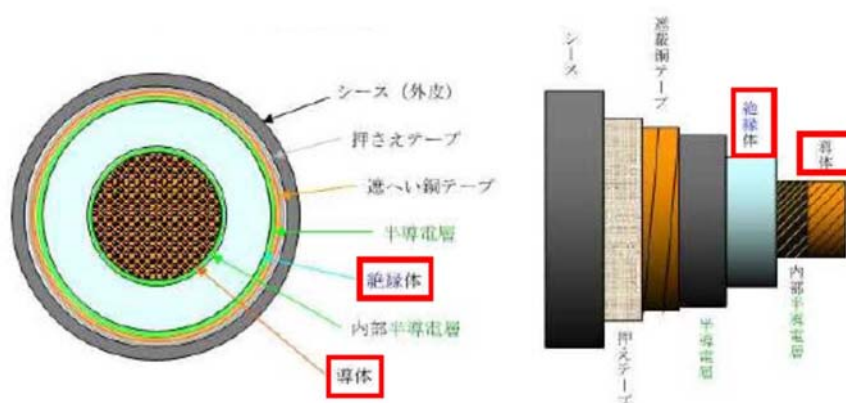 シース（外皮）
押さえテープ
遮へい銅テープ
半導電層
絶縁体
内部半導電層
導体
シース
遮蔽銅テープ
絶縁体
導体
押えテープ
半導電層
内部半導電層